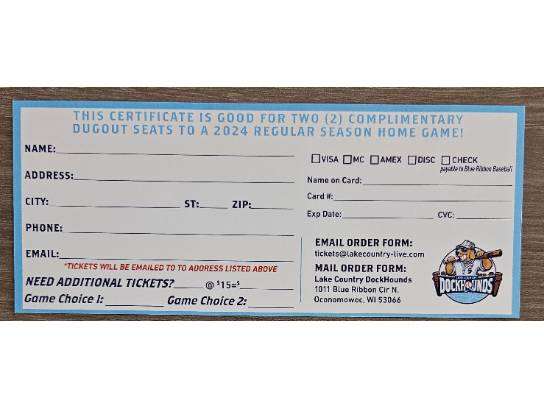 THIS CERTIFICATE IS GOOD FOR TWO (2) COMPLIMENTARY
DUGOUT SEATS TO A 2024 REGULAR SEASON HOME GAME!
NAME:
ADDRESS:
CITY: ST: ZIP:
PHONE:
EMAIL:
*TICKETS WILL BE EMAILED TO TO ADDRESS LISTED ABOVE
NEED ADDITIONAL TICKETS? @ $15=$
Game Choice 1: Game Choice 2:
VISA MC AMEX DISC CHECK
payable to Blue Ribbon Baseball
Name on Card:
Card #:
Exp Date: CVC:
EMAIL ORDER FORM:
tickets@lakecountry-live.com
MAIL ORDER FORM:
Lake Country DockHounds
1011 Blue Ribbon Cir N.
Oconomowoc, WI 53066
LAKE COUNTRY
DOCKHOUNDS